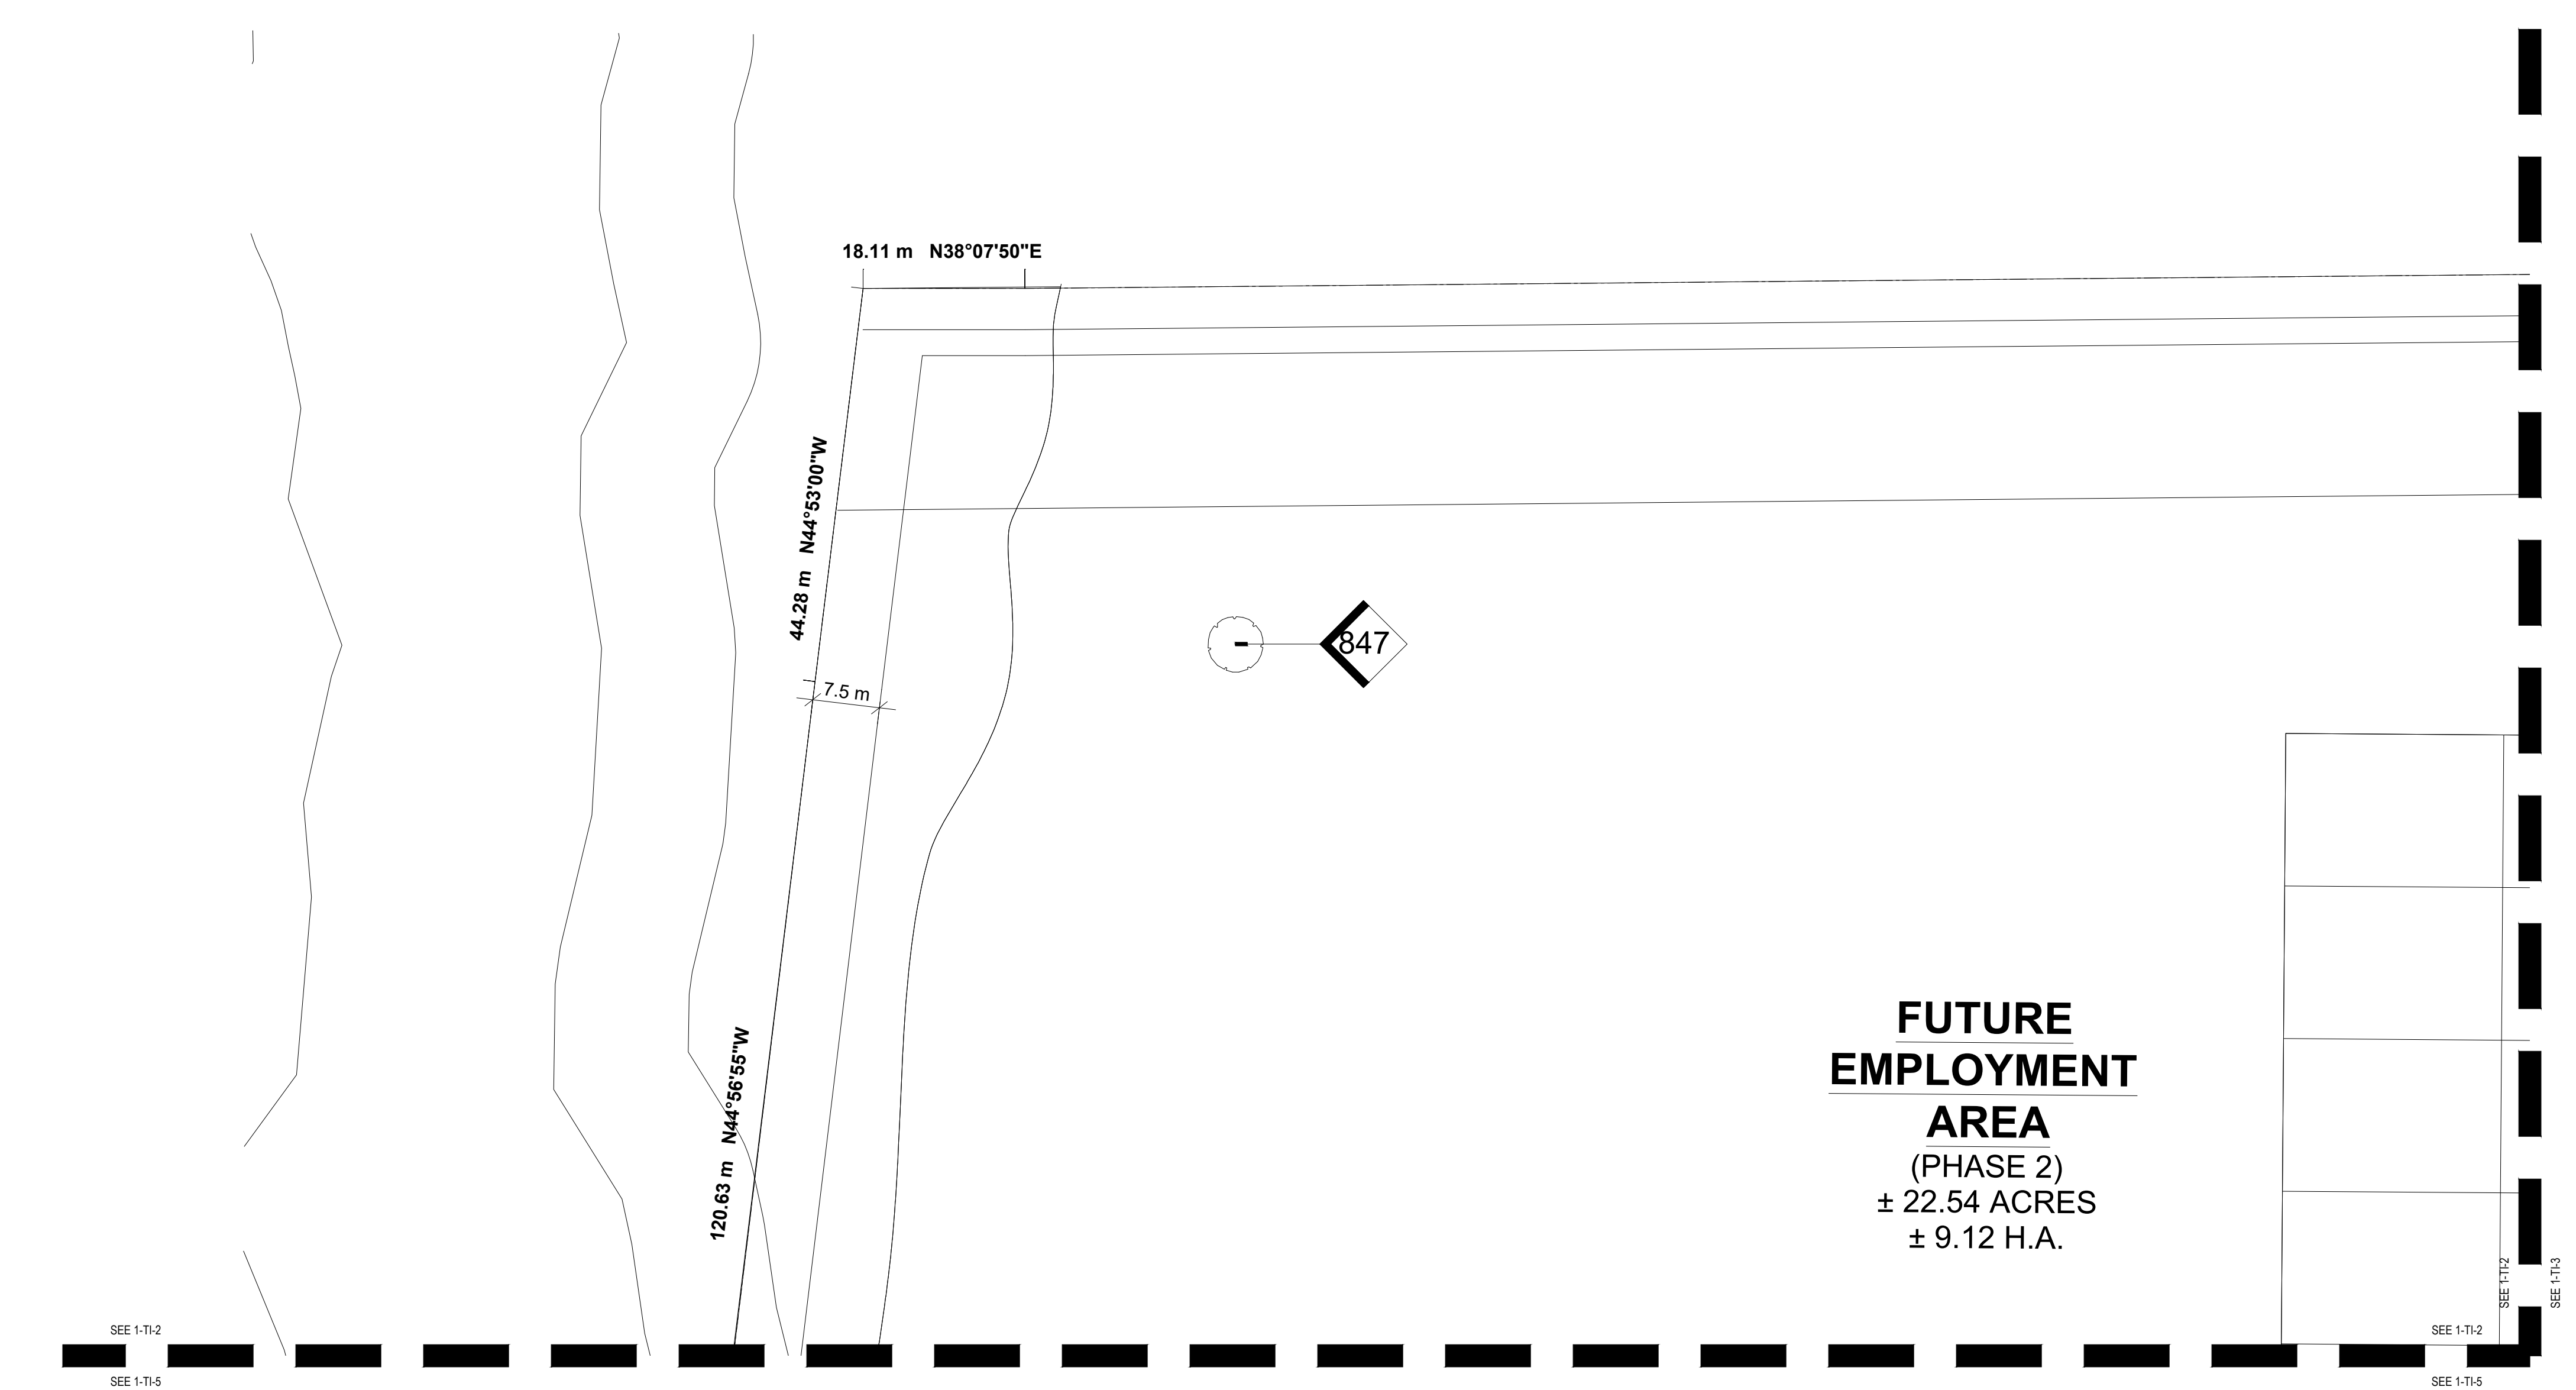 18.11 m N38°07'50"E
44.28 m N44°53'00"W
7.5 m
847
120.63 m N44°56'55"W
FUTURE
EMPLOYMENT
AREA
(PHASE 2)
± 22.54 ACRES
± 9.12 H.A.
SEE 1-TI-2
SEE 1-TI-3
SEE 1-TI-2
SEE 1-TI-2
SEE 1-TI-5
SEE 1-TI-5